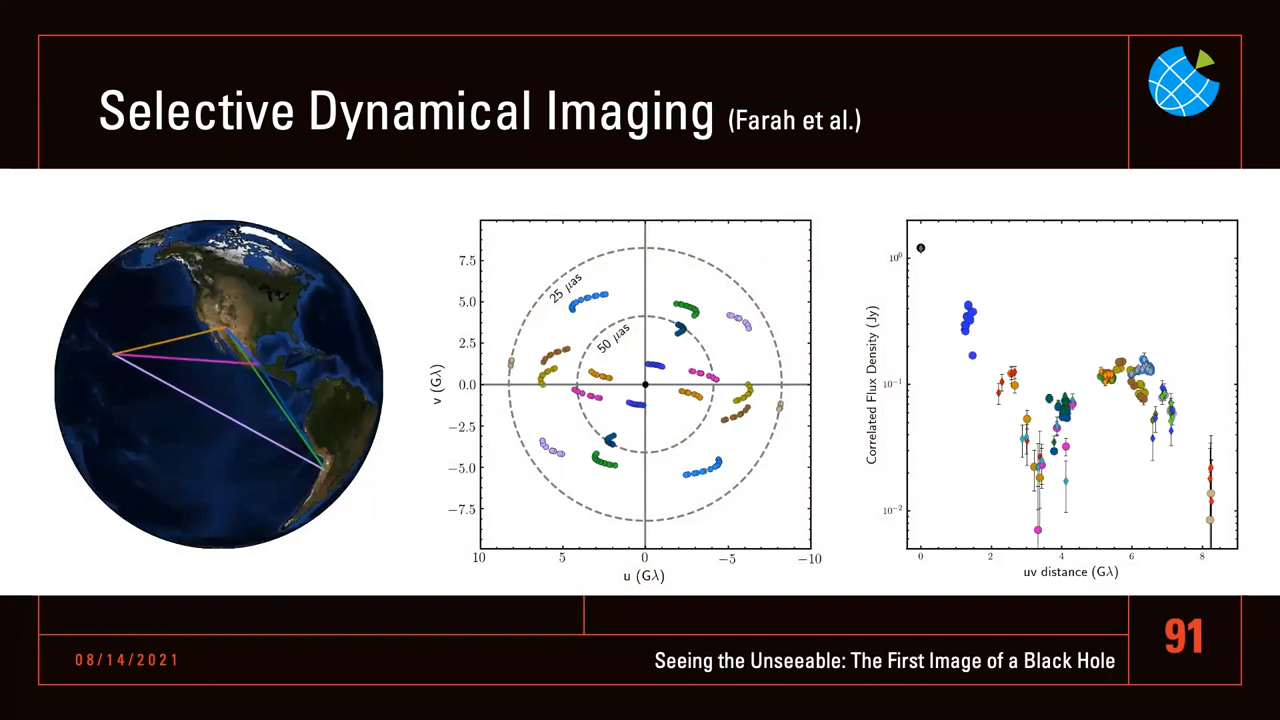 Selective Dynamical Imaging (Farah et al.)
7.5
5.0
2.5
0.0
−2.5
−5.0
−7.5
v (Gλ)
25 μas
50 μas
10 5 0 −5 −10
u (Gλ)
10⁰
10⁻¹
10⁻²
Correlated Flux Density (Jy)
0 2 4 6 8
uv distance (Gλ)
91
08/14/2021
Seeing the Unseeable: The First Image of a Black Hole